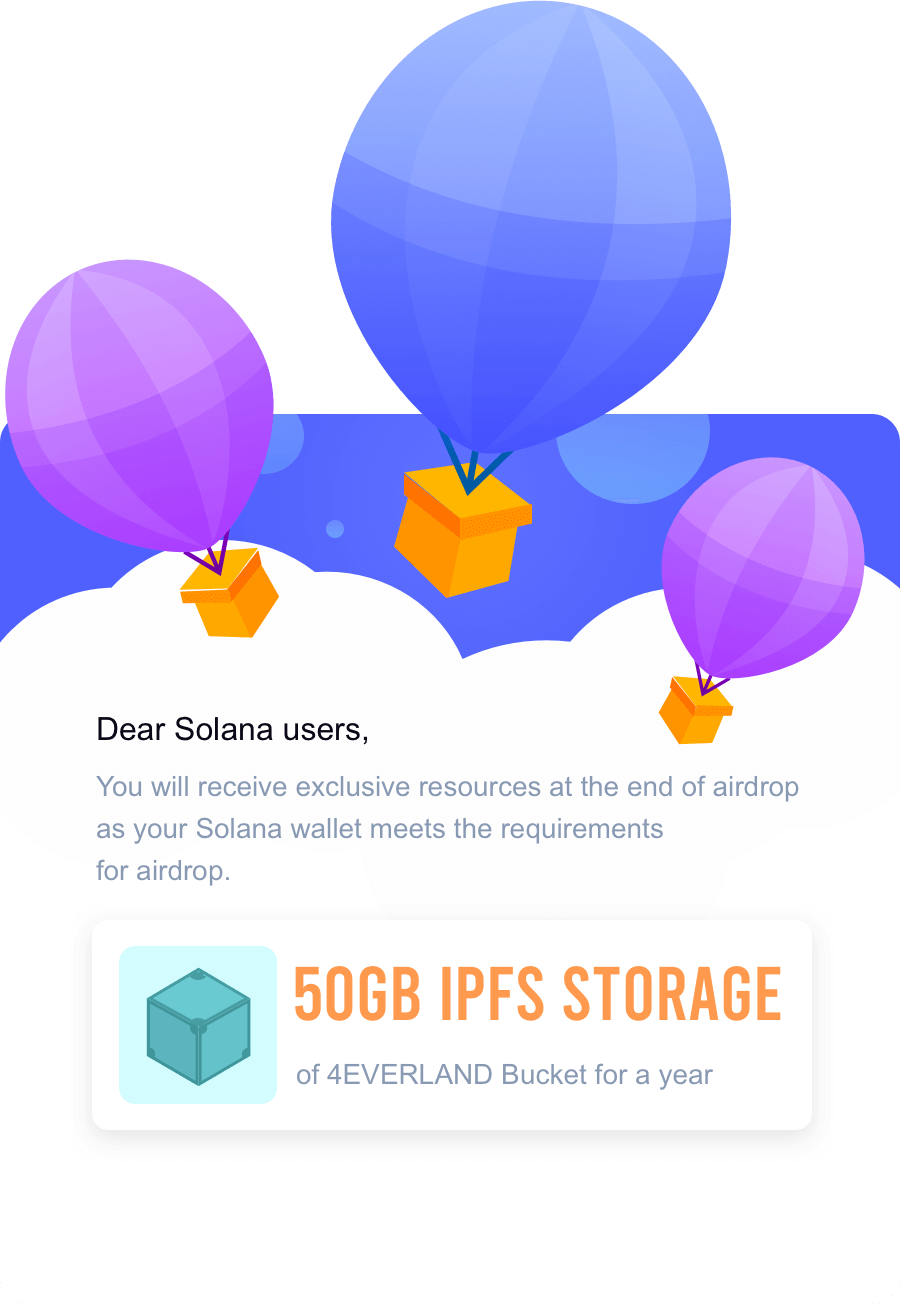 Dear Solana users,
You will receive exclusive resources at the end of airdrop
as your Solana wallet meets the requirements
for airdrop.
50GB IPFS STORAGE
of 4EVERLAND Bucket for a year